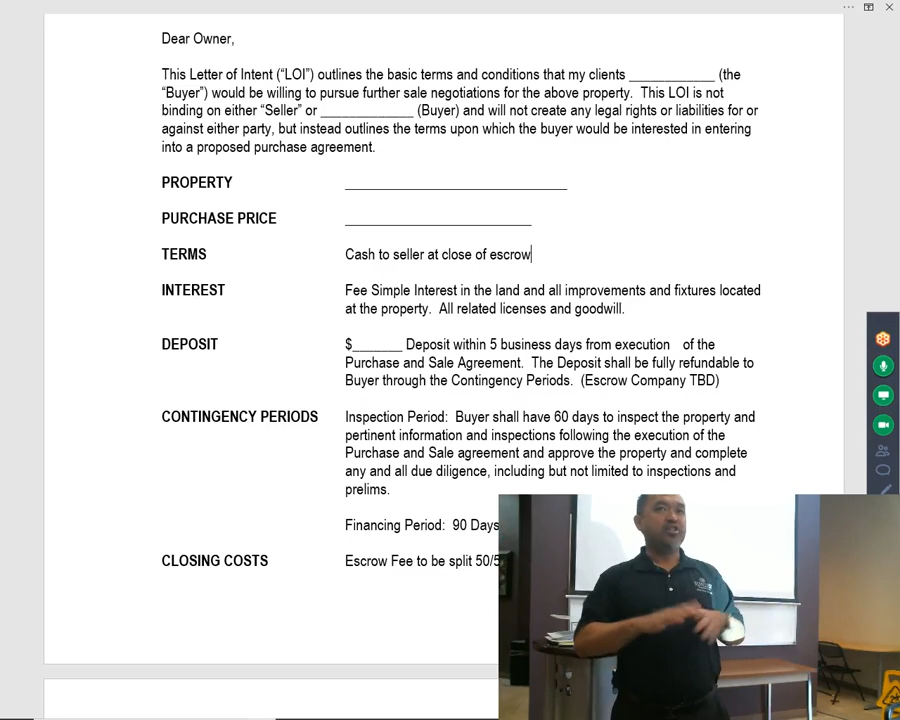 Dear Owner,
This Letter of Intent (“LOI”) outlines the basic terms and conditions that my clients ____________ (the
“Buyer”) would be willing to pursue further sale negotiations for the above property.  This LOI is not
binding on either “Seller” or _____________ (Buyer) and will not create any legal rights or liabilities for or
against either party, but instead outlines the terms upon which the buyer would be interested in entering
into a proposed purchase agreement.
PROPERTY _______________________________
PURCHASE PRICE __________________________
TERMS Cash to seller at close of escrow
INTEREST Fee Simple Interest in the land and all improvements and fixtures located
at the property.  All related licenses and goodwill.
DEPOSIT $_______ Deposit within 5 business days from execution   of the
Purchase and Sale Agreement.  The Deposit shall be fully refundable to
Buyer through the Contingency Periods.  (Escrow Company TBD)
CONTINGENCY PERIODS Inspection Period:  Buyer shall have 60 days to inspect the property and
pertinent information and inspections following the execution of the
Purchase and Sale agreement and approve the property and complete
any and all due diligence, including but not limited to inspections and
prelims.
Financing Period:  90 Days
CLOSING COSTS Escrow Fee to be split 50/5